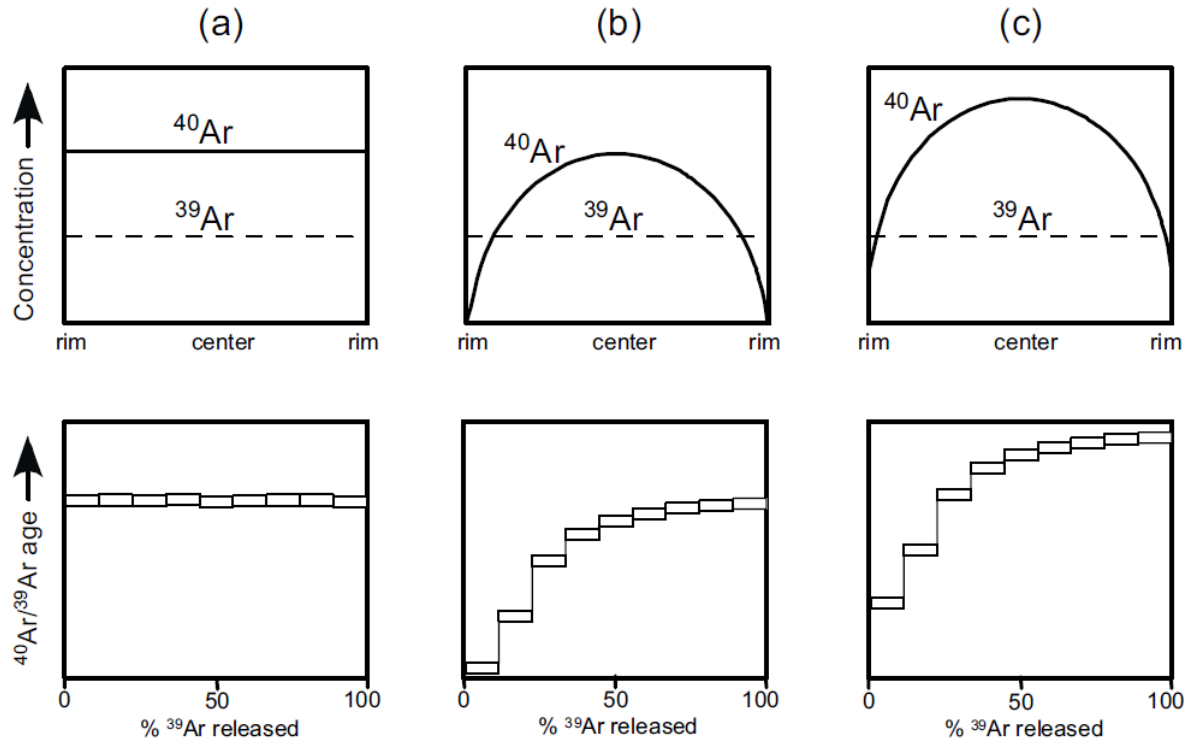 (a)
(b)
(c)
Concentration
⁴⁰Ar
³⁹Ar
rim center rim
⁴⁰Ar
³⁹Ar
rim center rim
⁴⁰Ar
³⁹Ar
rim center rim
⁴⁰Ar/³⁹Ar age
0 50 100
% ³⁹Ar released
0 50 100
% ³⁹Ar released
0 50 100
% ³⁹Ar released